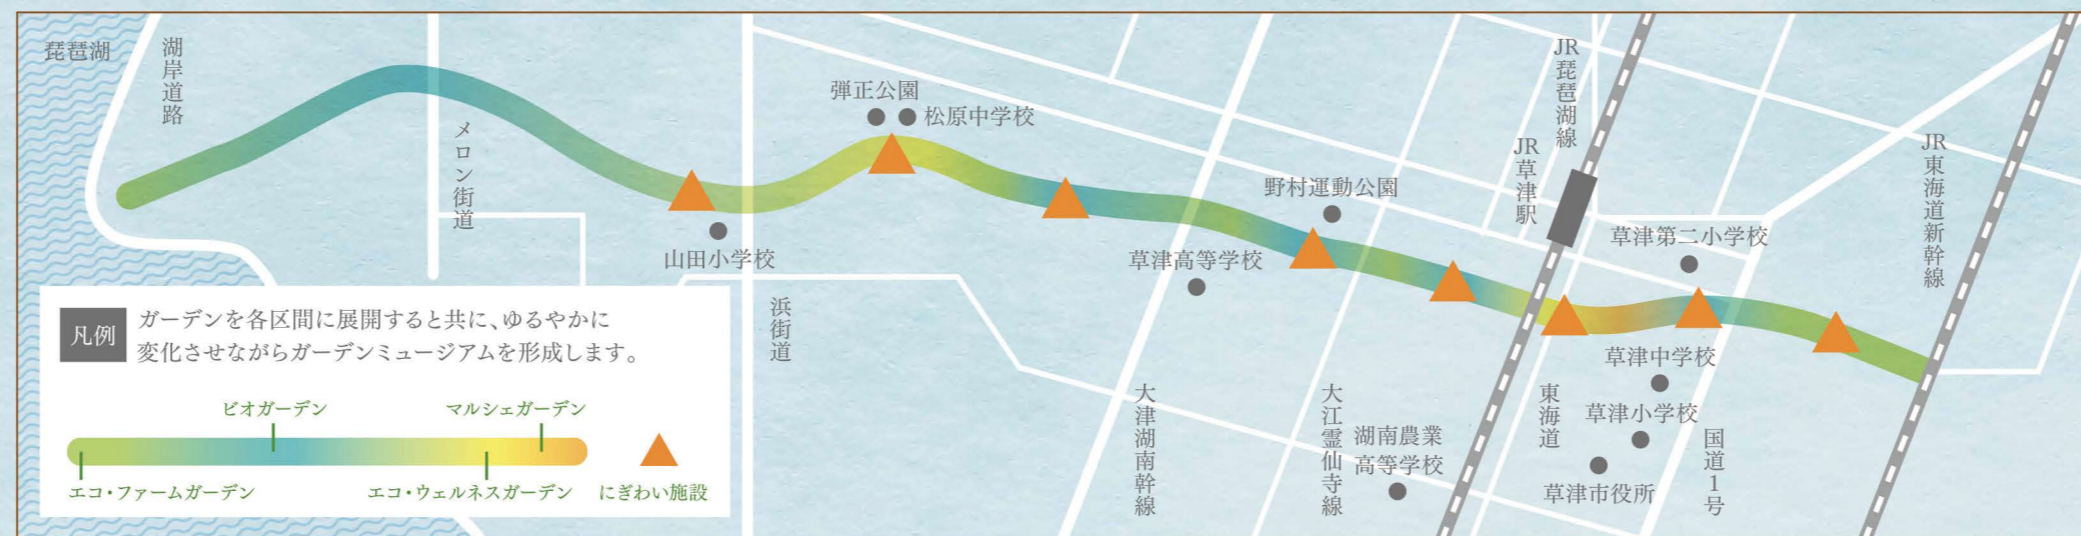 琵琶湖
湖岸道路
メロン街道
弾正公園
松原中学校
山田小学校
浜街道
野村運動公園
草津高等学校
大津湖南幹線
大江霊仙寺線
湖南農業
高等学校
JR琵琶湖線
JR草津駅
草津第二小学校
草津中学校
東海道
草津小学校
草津市役所
国道1号
JR東海道新幹線
凡例
ガーデンを各区間に展開すると共に、ゆるやかに
変化させながらガーデンミュージアムを形成します。
ビオガーデン
マルシェガーデン
エコ・ファームガーデン
エコ・ウェルネスガーデン
にぎわい施設